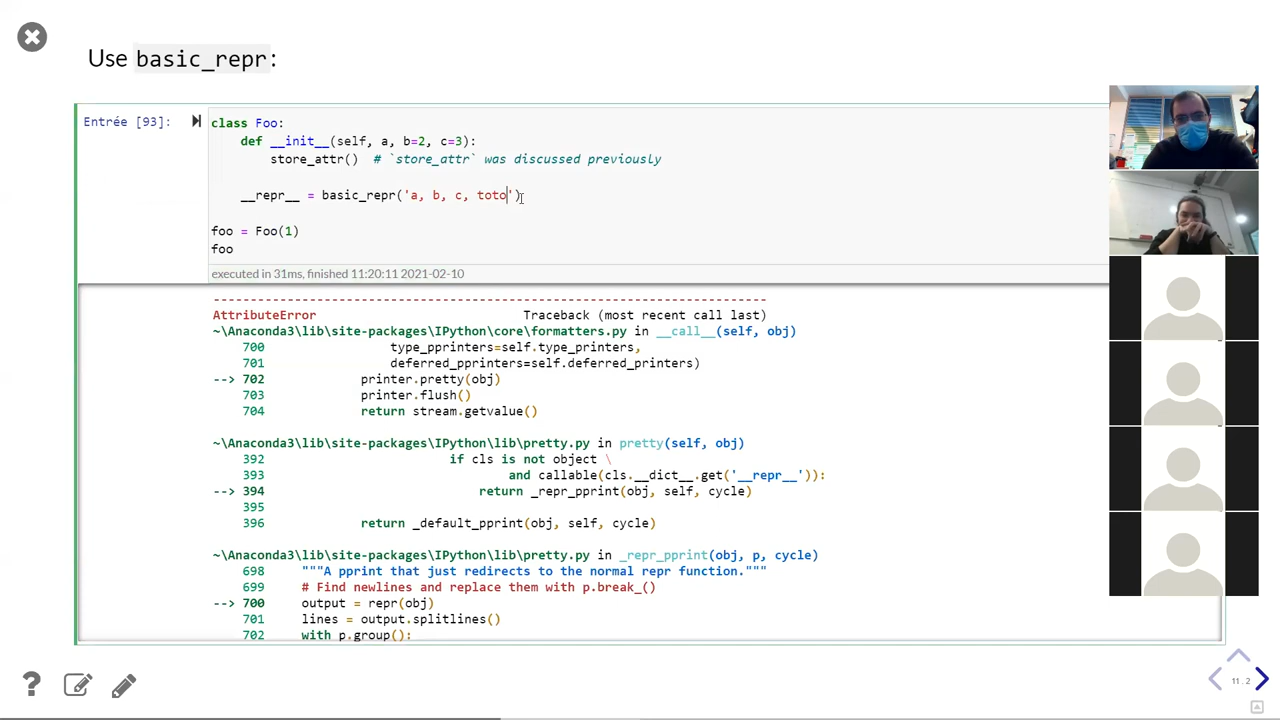 Use basic_repr:
Entrée [93]:
class Foo:
def __init__(self, a, b=2, c=3):
store_attr()  # `store_attr` was discussed previously
__repr__ = basic_repr('a, b, c, toto')
foo = Foo(1)
foo
executed in 31ms, finished 11:20:11 2021-02-10
---------------------------------------------------------------------------
AttributeError                            Traceback (most recent call last)
~\Anaconda3\lib\site-packages\IPython\core\formatters.py in __call__(self, obj)
700                 type_pprinters=self.type_printers,
701                 deferred_pprinters=self.deferred_printers)
--> 702             printer.pretty(obj)
703             printer.flush()
704             return stream.getvalue()
~\Anaconda3\lib\site-packages\IPython\lib\pretty.py in pretty(self, obj)
392                         if cls is not object \
393                                 and callable(cls.__dict__.get('__repr__')):
--> 394                             return _repr_pprint(obj, self, cycle)
395
396             return _default_pprint(obj, self, cycle)
~\Anaconda3\lib\site-packages\IPython\lib\pretty.py in _repr_pprint(obj, p, cycle)
698     """A pprint that just redirects to the normal repr function."""
699     # Find newlines and replace them with p.break_()
--> 700     output = repr(obj)
701     lines = output.splitlines()
702     with p.group():
11.2